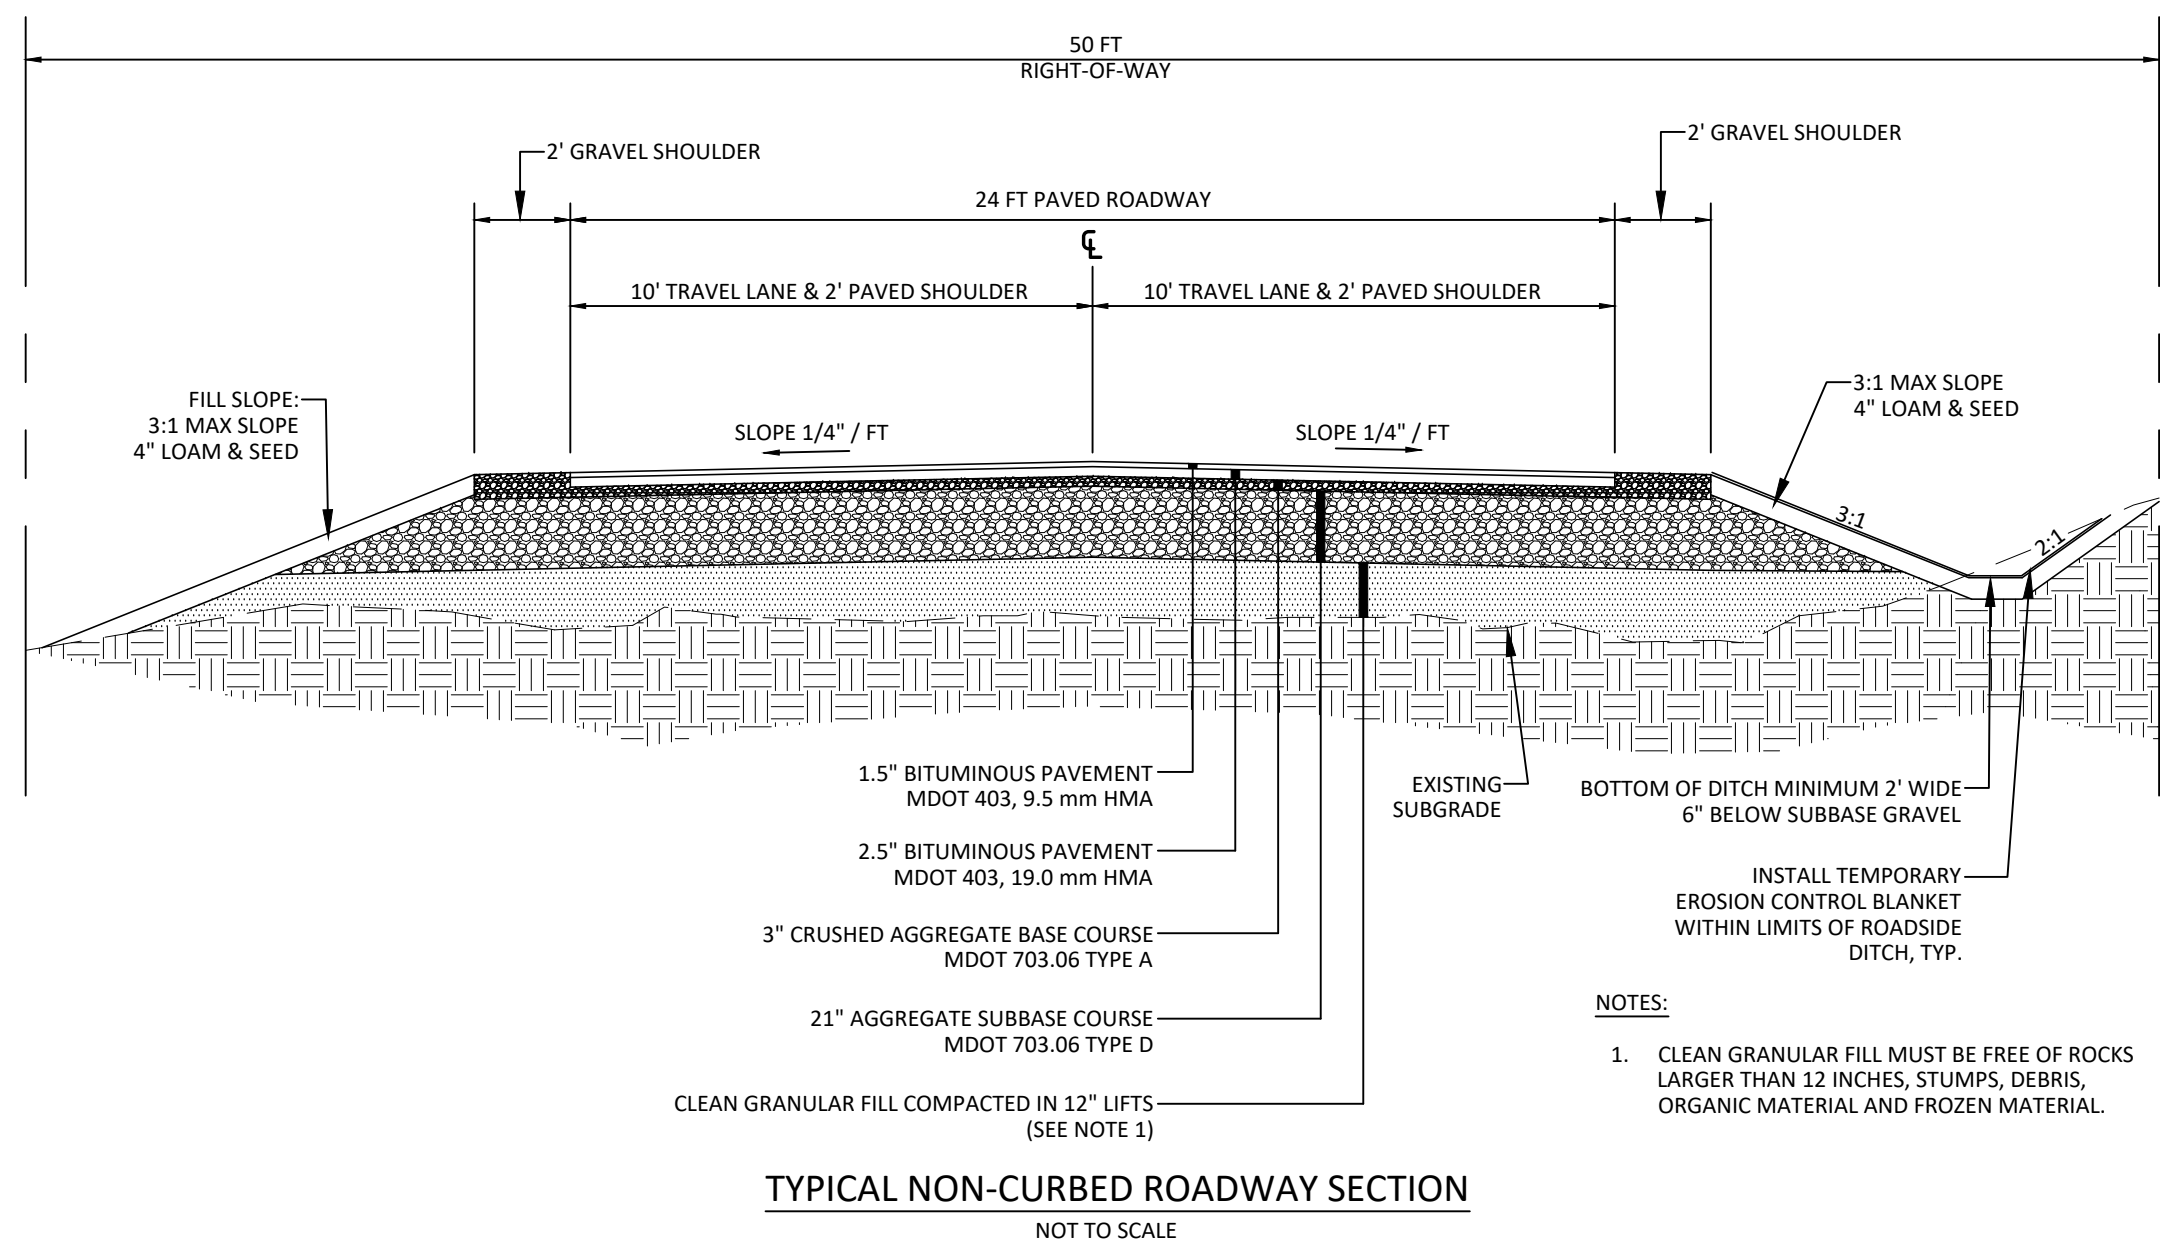 50 FT
RIGHT-OF-WAY
2' GRAVEL SHOULDER
2' GRAVEL SHOULDER
24 FT PAVED ROADWAY
℄
10' TRAVEL LANE & 2' PAVED SHOULDER
10' TRAVEL LANE & 2' PAVED SHOULDER
FILL SLOPE:
3:1 MAX SLOPE
4" LOAM & SEED
SLOPE 1/4" / FT
SLOPE 1/4" / FT
3:1 MAX SLOPE
4" LOAM & SEED
3:1
2:1
1.5" BITUMINOUS PAVEMENT
MDOT 403, 9.5 mm HMA
2.5" BITUMINOUS PAVEMENT
MDOT 403, 19.0 mm HMA
3" CRUSHED AGGREGATE BASE COURSE
MDOT 703.06 TYPE A
21" AGGREGATE SUBBASE COURSE
MDOT 703.06 TYPE D
CLEAN GRANULAR FILL COMPACTED IN 12" LIFTS
(SEE NOTE 1)
EXISTING
SUBGRADE
BOTTOM OF DITCH MINIMUM 2' WIDE
6" BELOW SUBBASE GRAVEL
INSTALL TEMPORARY
EROSION CONTROL BLANKET
WITHIN LIMITS OF ROADSIDE
DITCH, TYP.
NOTES:
1. CLEAN GRANULAR FILL MUST BE FREE OF ROCKS
LARGER THAN 12 INCHES, STUMPS, DEBRIS,
ORGANIC MATERIAL AND FROZEN MATERIAL.
TYPICAL NON-CURBED ROADWAY SECTION
NOT TO SCALE